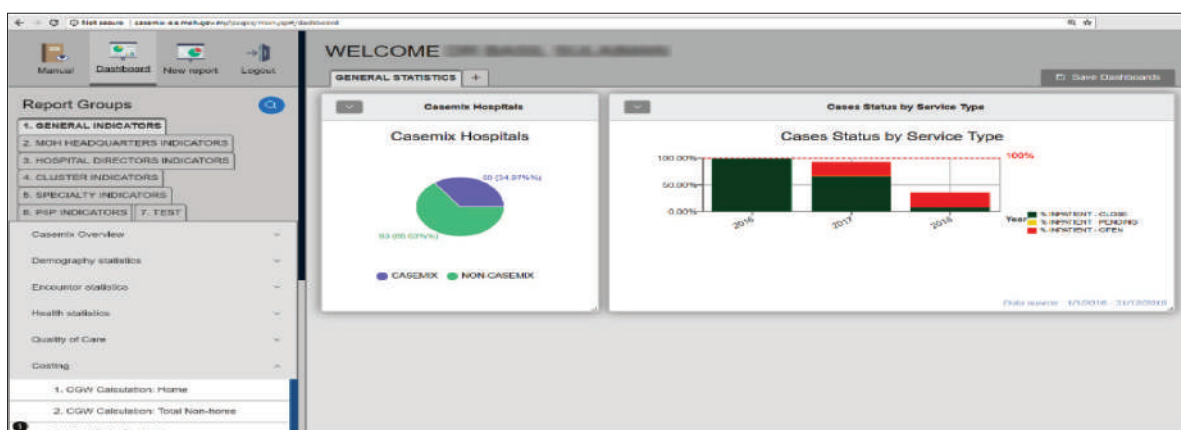 Not secure
Manual
Dashboard
New report
Logout
WELCOME
GENERAL STATISTICS
+
Save Dashboards
Report Groups
1. GENERAL INDICATORS
2. MOH HEADQUARTERS INDICATORS
3. HOSPITAL DIRECTORS INDICATORS
4. CLUSTER INDICATORS
5. SPECIALTY INDICATORS
6. PSP INDICATORS
7. TEST
Casemix Overview
Demography statistics
Encounter statistics
Health statistics
Quality of Care
Costing
1. CGW Calculation: Home
2. CGW Calculation: Total Non-home
Casemix Hospitals
Casemix Hospitals
CASEMIX
NON-CASEMIX
Cases Status by Service Type
Cases Status by Service Type
100.00%
100%
50.00%
0.00%
2016
2017
2018
Year
% INPATIENT - CLOSE
% INPATIENT - PENDING
% INPATIENT - OPEN